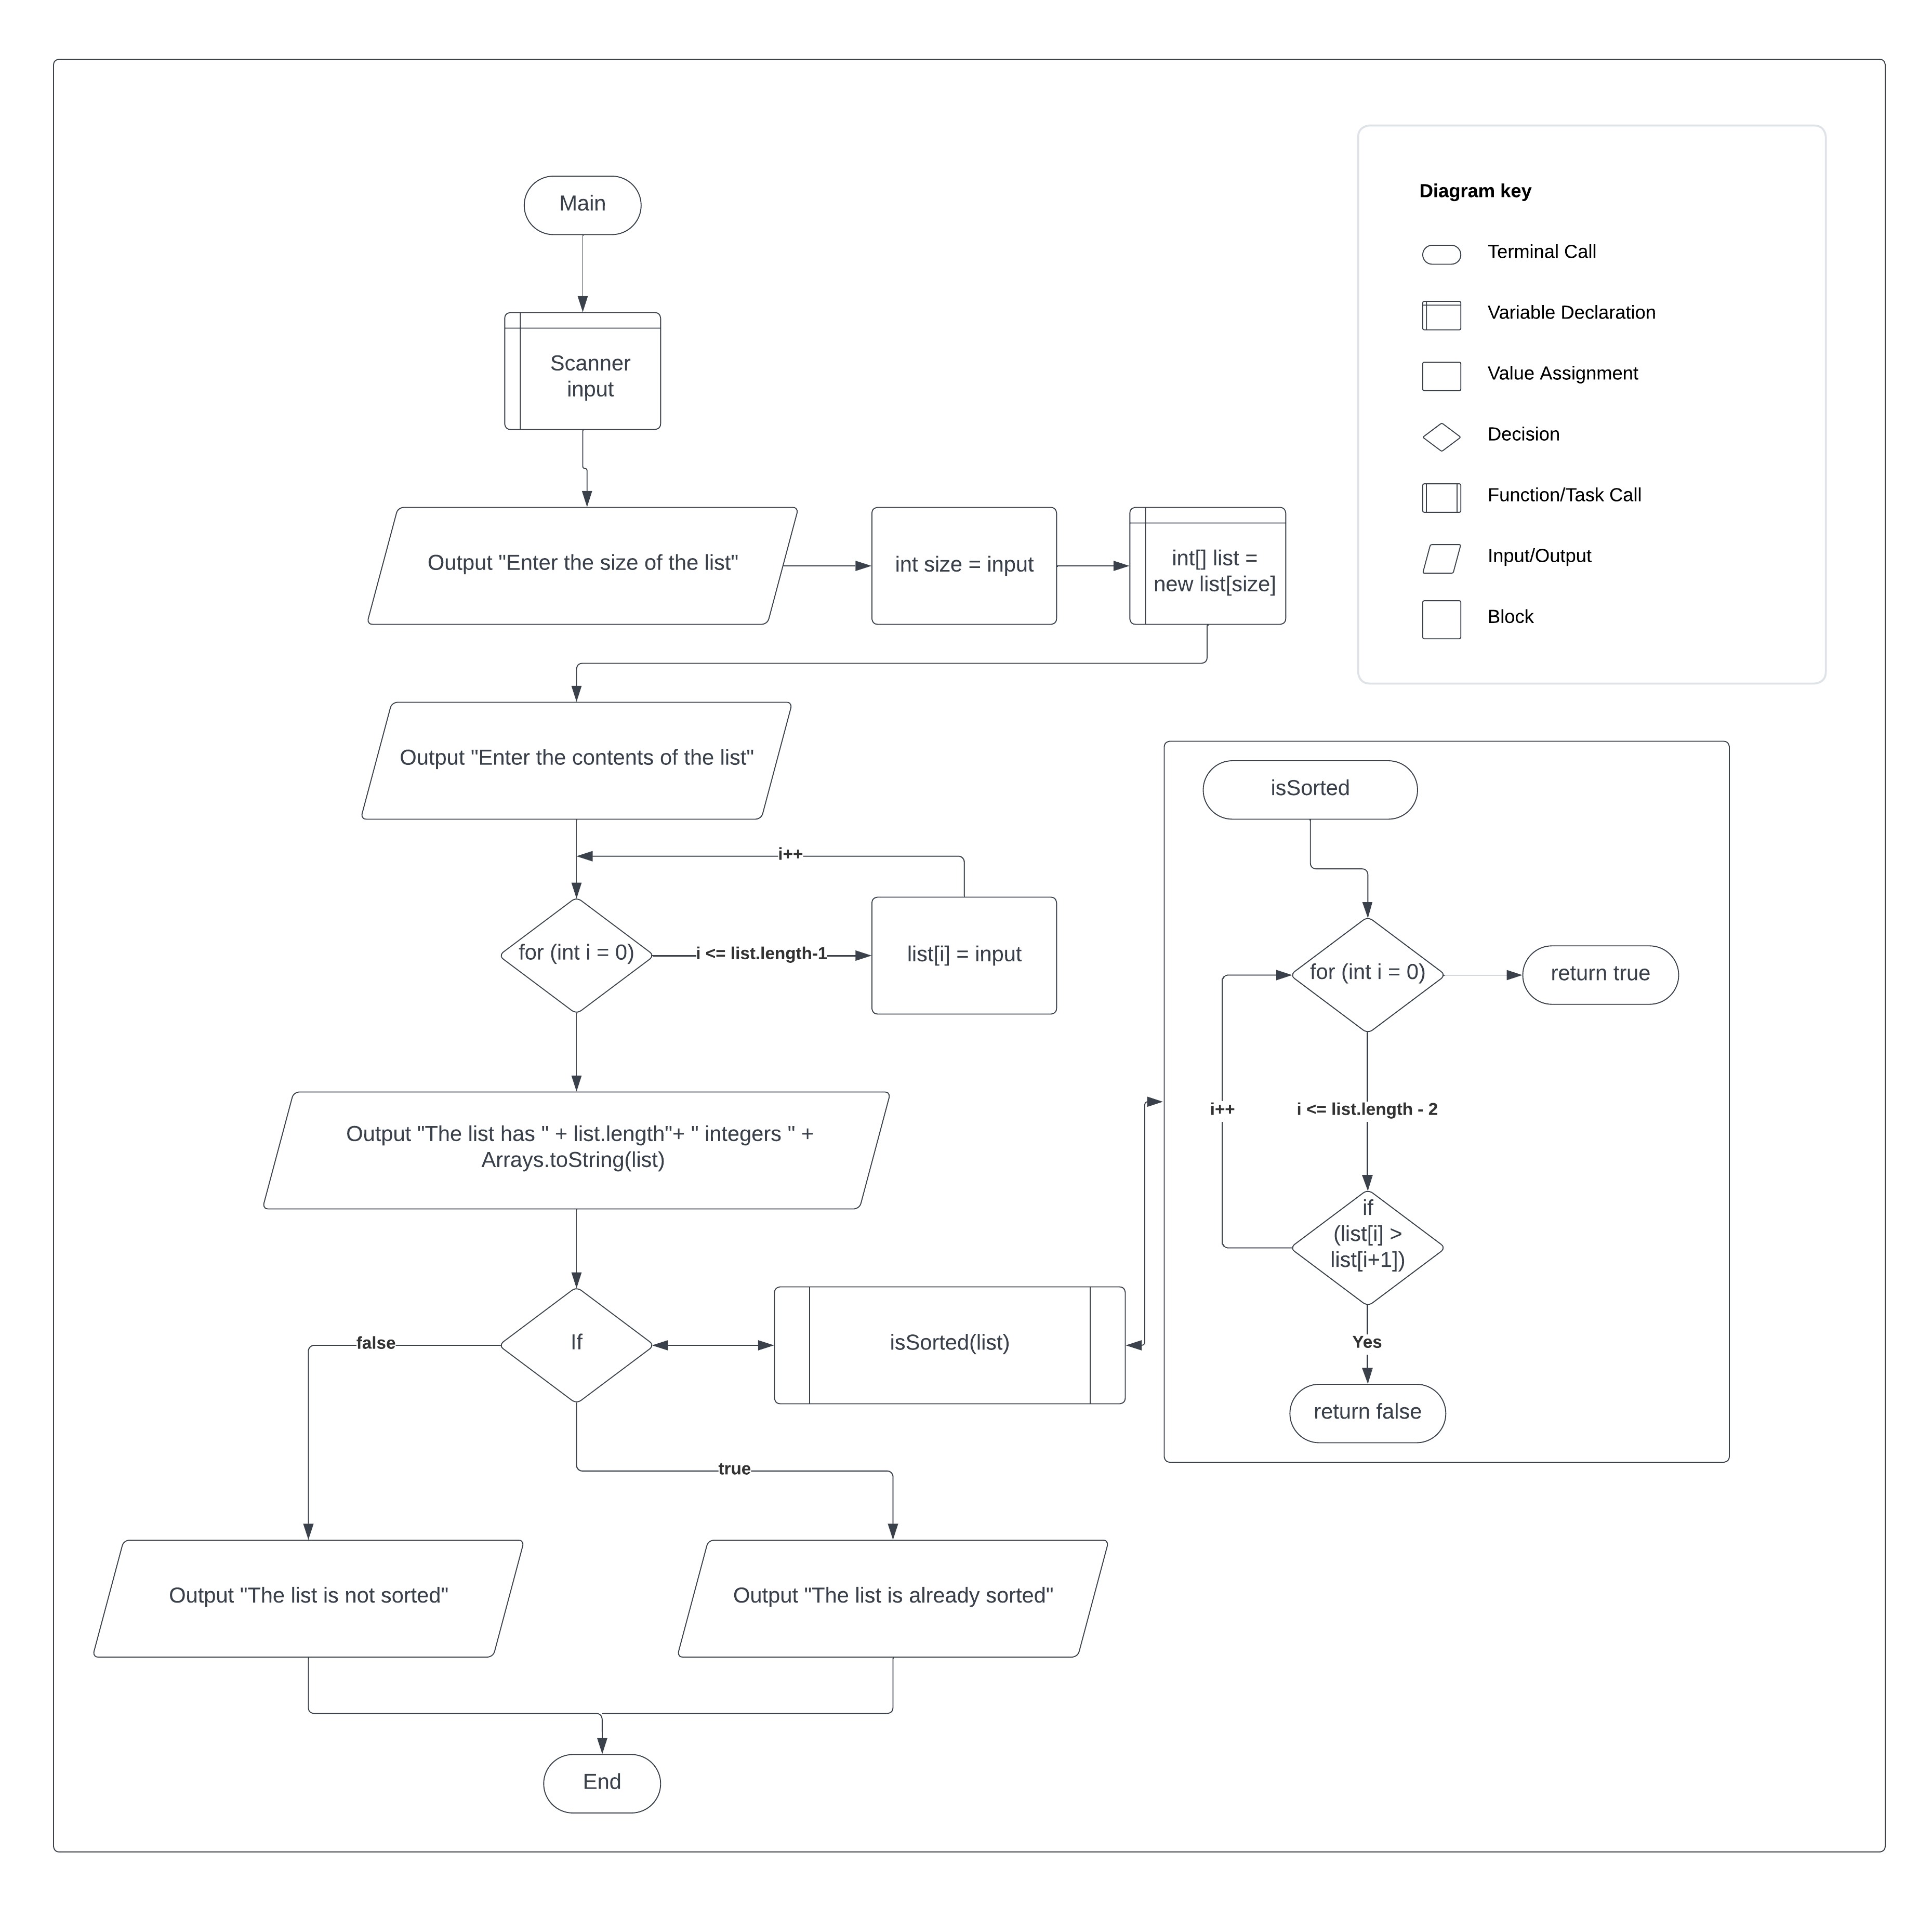 Main
Scanner
input
Output "Enter the size of the list"
int size = input
int[] list =
new list[size]
Output "Enter the contents of the list"
i++
for (int i = 0)
i <= list.length-1
list[i] = input
Output "The list has " + list.length"+ " integers " +
Arrays.toString(list)
If
isSorted(list)
false
true
Output "The list is not sorted"
Output "The list is already sorted"
End
Diagram key
Terminal Call
Variable Declaration
Value Assignment
Decision
Function/Task Call
Input/Output
Block
isSorted
for (int i = 0)
return true
i++
i <= list.length - 2
if
(list[i] >
list[i+1])
Yes
return false